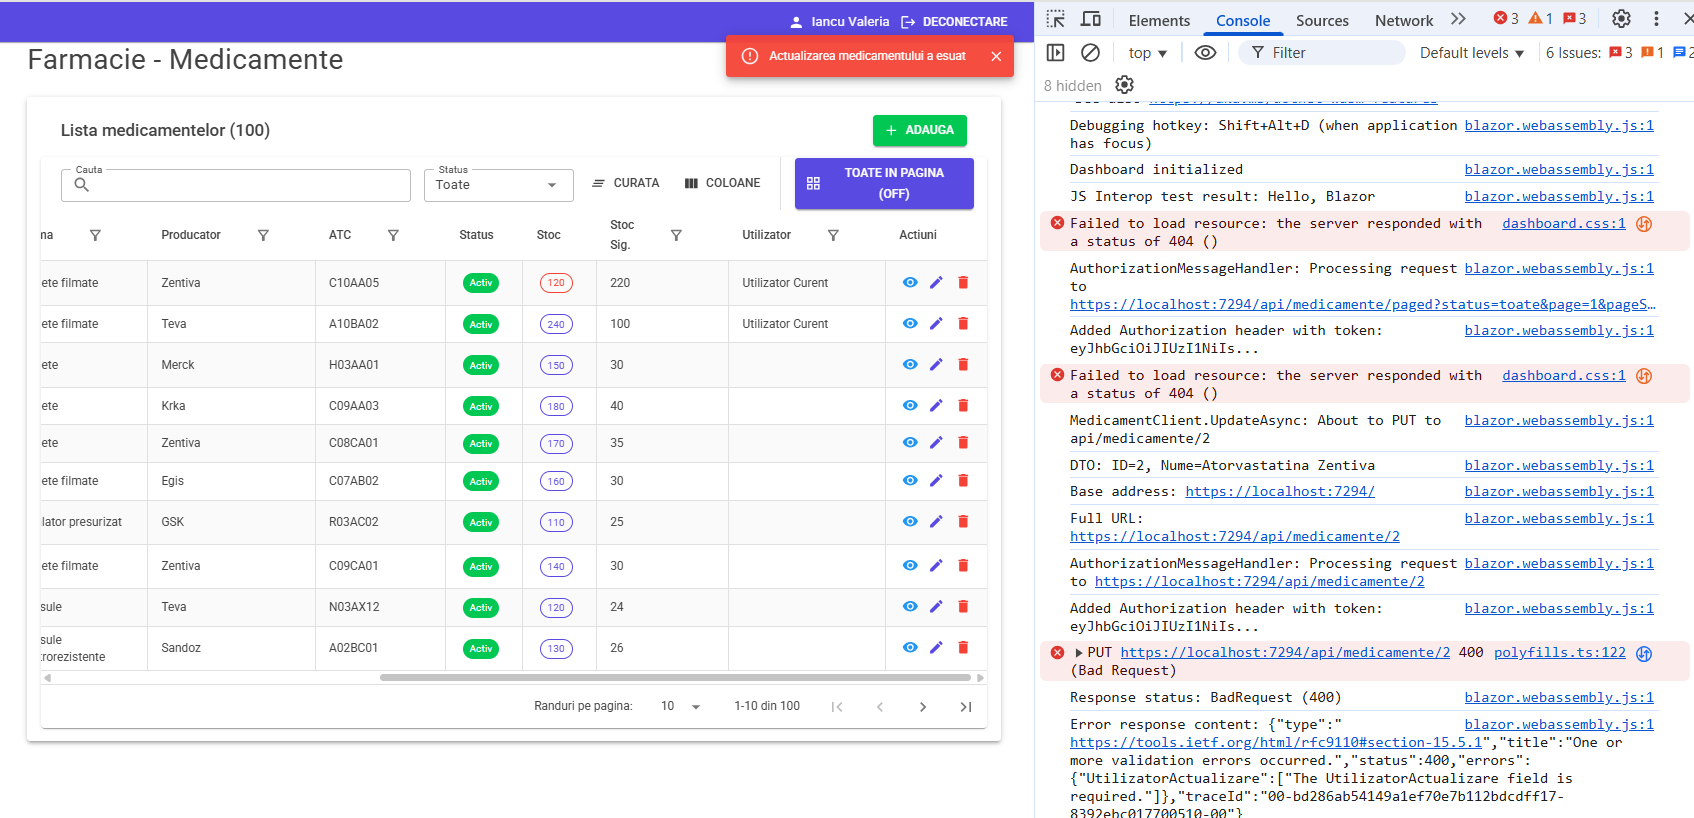 Iancu Valeria DECONECTARE
Farmacie - Medicamente
Actualizarea medicamentului a esuat
Lista medicamentelor (100)
ADAUGA
Cauta
Status
Toate
CURATA
COLOANE
TOATE IN PAGINA
(OFF)
na Producator ATC Status Stoc Stoc Sig. Utilizator Actiuni
ete filmate Zentiva C10AA05 Activ 120 220 Utilizator Curent
ete filmate Teva A10BA02 Activ 240 100 Utilizator Curent
ete Merck H03AA01 Activ 150 30
ete Krka C09AA03 Activ 180 40
ete Zentiva C08CA01 Activ 170 35
ete filmate Egis C07AB02 Activ 160 30
lator presurizat GSK R03AC02 Activ 110 25
ete filmate Zentiva C09CA01 Activ 140 30
sule Teva N03AX12 Activ 120 24
sule
trorezistente Sandoz A02BC01 Activ 130 26
Randuri pe pagina: 10 1-10 din 100
Elements Console Sources Network 3 1 3
top Filter Default levels 6 Issues: 3 1 2
8 hidden
Debugging hotkey: Shift+Alt+D (when application blazor.webassembly.js:1
has focus)
Dashboard initialized blazor.webassembly.js:1
JS Interop test result: Hello, Blazor blazor.webassembly.js:1
Failed to load resource: the server responded with dashboard.css:1
a status of 404 ()
AuthorizationMessageHandler: Processing request blazor.webassembly.js:1
to
https://localhost:7294/api/medicamente/paged?status=toate&page=1&pageS…
Added Authorization header with token: blazor.webassembly.js:1
eyJhbGciOiJIUzI1NiIs...
Failed to load resource: the server responded with dashboard.css:1
a status of 404 ()
MedicamentClient.UpdateAsync: About to PUT to blazor.webassembly.js:1
api/medicamente/2
DTO: ID=2, Nume=Atorvastatina Zentiva blazor.webassembly.js:1
Base address: https://localhost:7294/ blazor.webassembly.js:1
Full URL: blazor.webassembly.js:1
https://localhost:7294/api/medicamente/2
AuthorizationMessageHandler: Processing request blazor.webassembly.js:1
to https://localhost:7294/api/medicamente/2
Added Authorization header with token: blazor.webassembly.js:1
eyJhbGciOiJIUzI1NiIs...
PUT https://localhost:7294/api/medicamente/2 400 polyfills.ts:122
(Bad Request)
Response status: BadRequest (400) blazor.webassembly.js:1
Error response content: {"type":" blazor.webassembly.js:1
https://tools.ietf.org/html/rfc9110#section-15.5.1","title":"One or
more validation errors occurred.","status":400,"errors":
{"UtilizatorActualizare":["The UtilizatorActualizare field is
required."]},"traceId":"00-bd286ab54149a1ef70e7b112bdcdff17-
8392ebc017700510-00"}